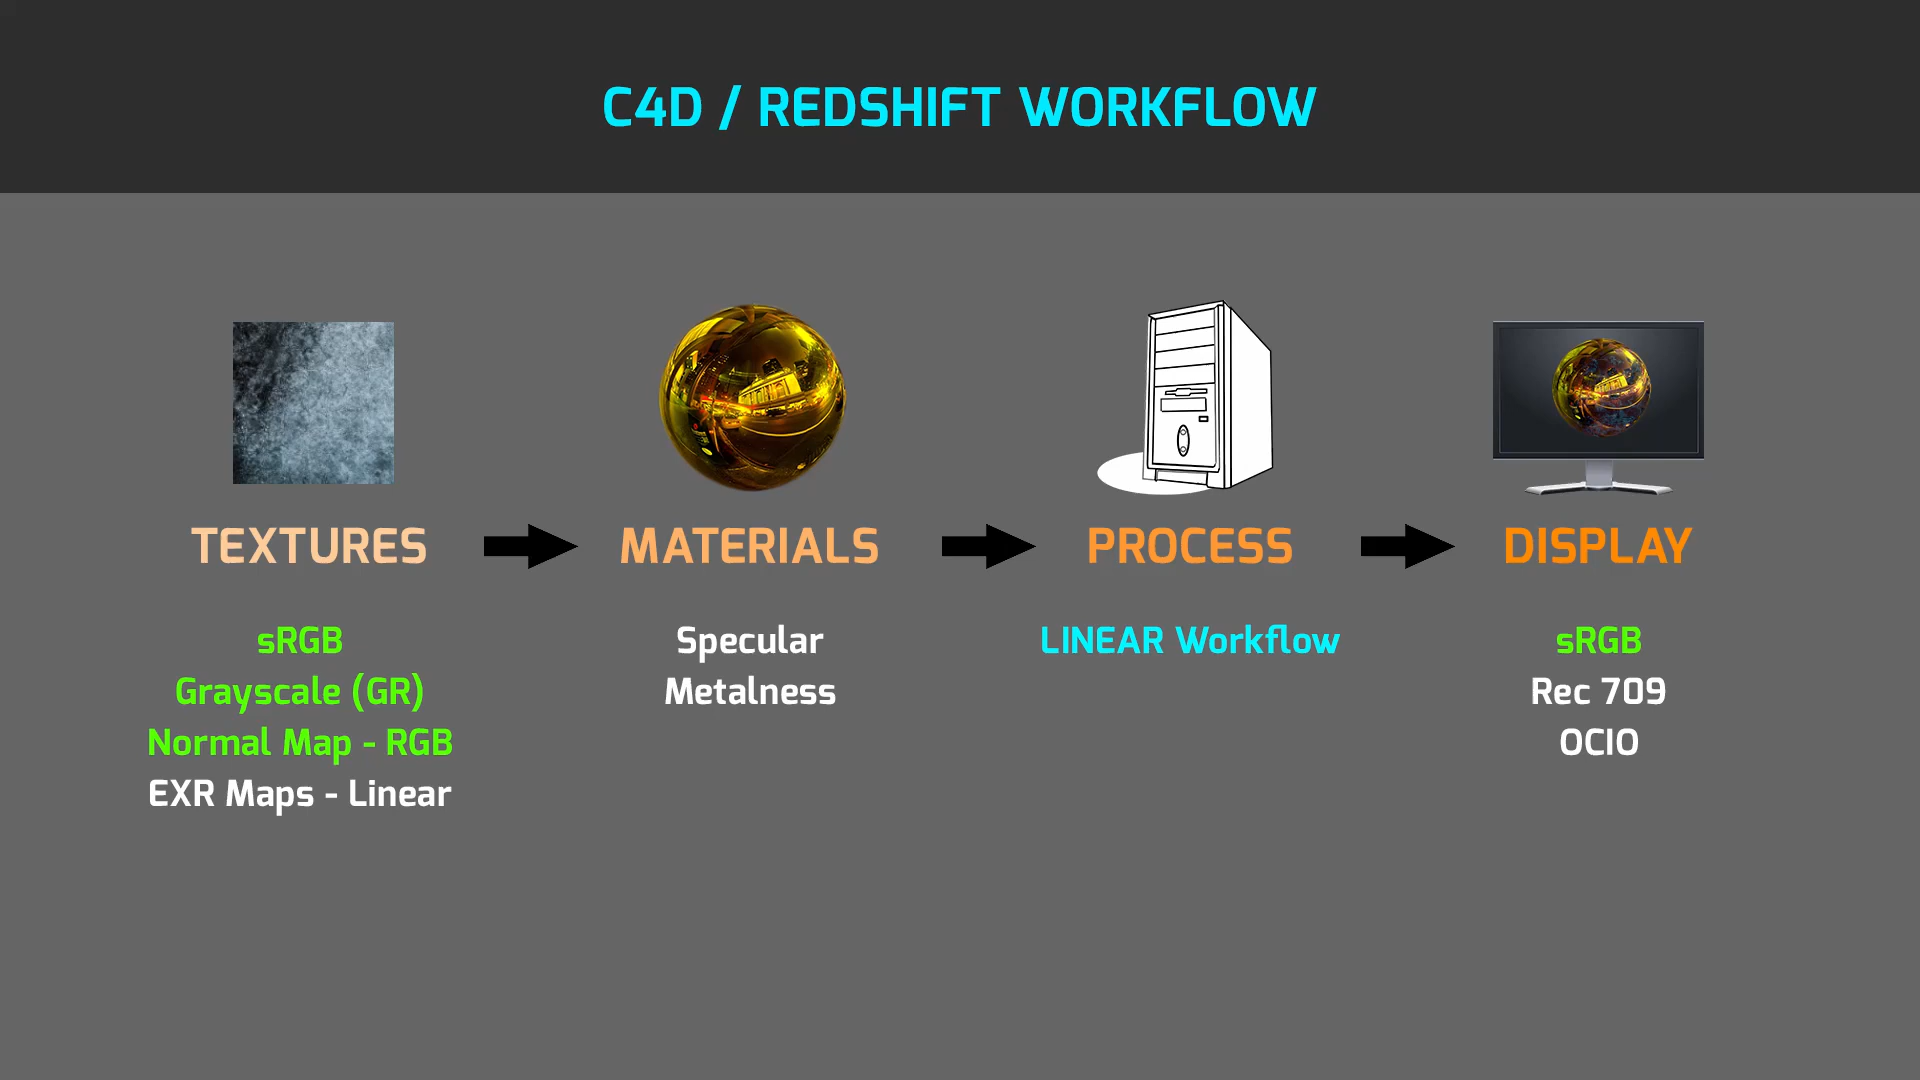 C4D / REDSHIFT WORKFLOW
TEXTURES
sRGB
Grayscale (GR)
Normal Map - RGB
EXR Maps - Linear
MATERIALS
Specular
Metalness
PROCESS
LINEAR Workflow
DISPLAY
sRGB
Rec 709
OCIO